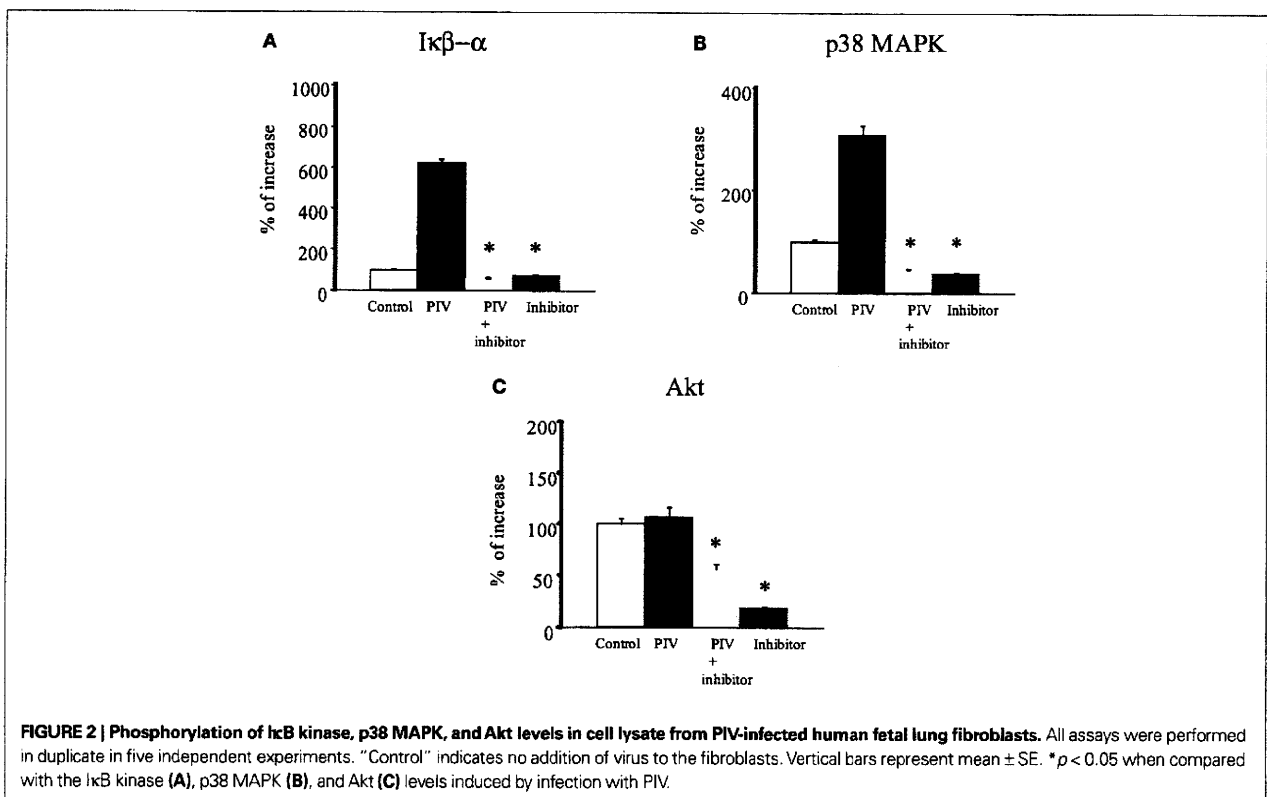 A Iκβ–α
% of increase
1000
800
600
400
200
0
Control PIV PIV Inhibitor
+
inhibitor
B p38 MAPK
% of increase
400
200
0
Control PIV PIV Inhibitor
+
inhibitor
* *
* *
C Akt
% of increase
200
150
100
50
0
*
*
Control PIV PIV Inhibitor
+
inhibitor
FIGURE 2 | Phosphorylation of IκB kinase, p38 MAPK, and Akt levels in cell lysate from PIV-infected human fetal lung fibroblasts. All assays were performed
in duplicate in five independent experiments. "Control" indicates no addition of virus to the fibroblasts. Vertical bars represent mean ± SE. *p < 0.05 when compared
with the IκB kinase (A), p38 MAPK (B), and Akt (C) levels induced by infection with PIV.